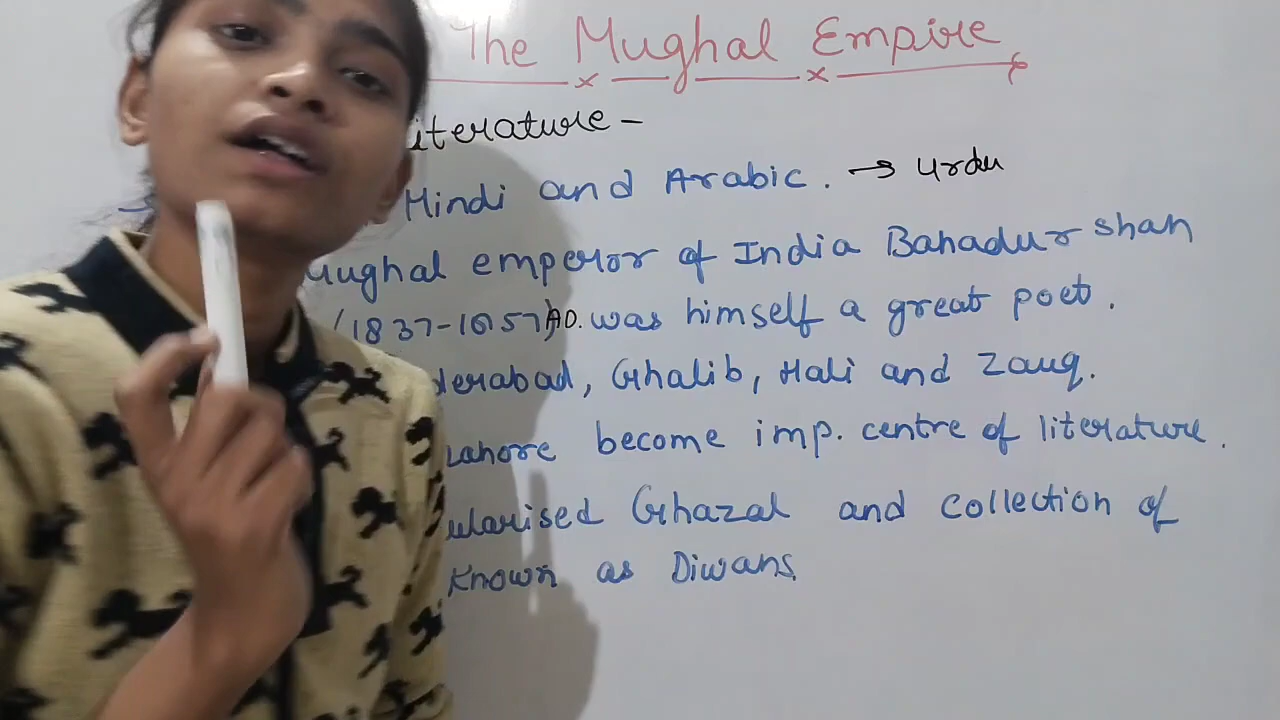 The Mughal Empire
iterature -
Hindi and Arabic. → Urdu
Mughal emperor of India Bahadur shah
(1837-1857) AD. was himself a great poet.
derabad, Ghalib, Hali and Zauq.
Lahore become imp. centre of literature.
ularised Ghazal and collection of
Known as Diwans.